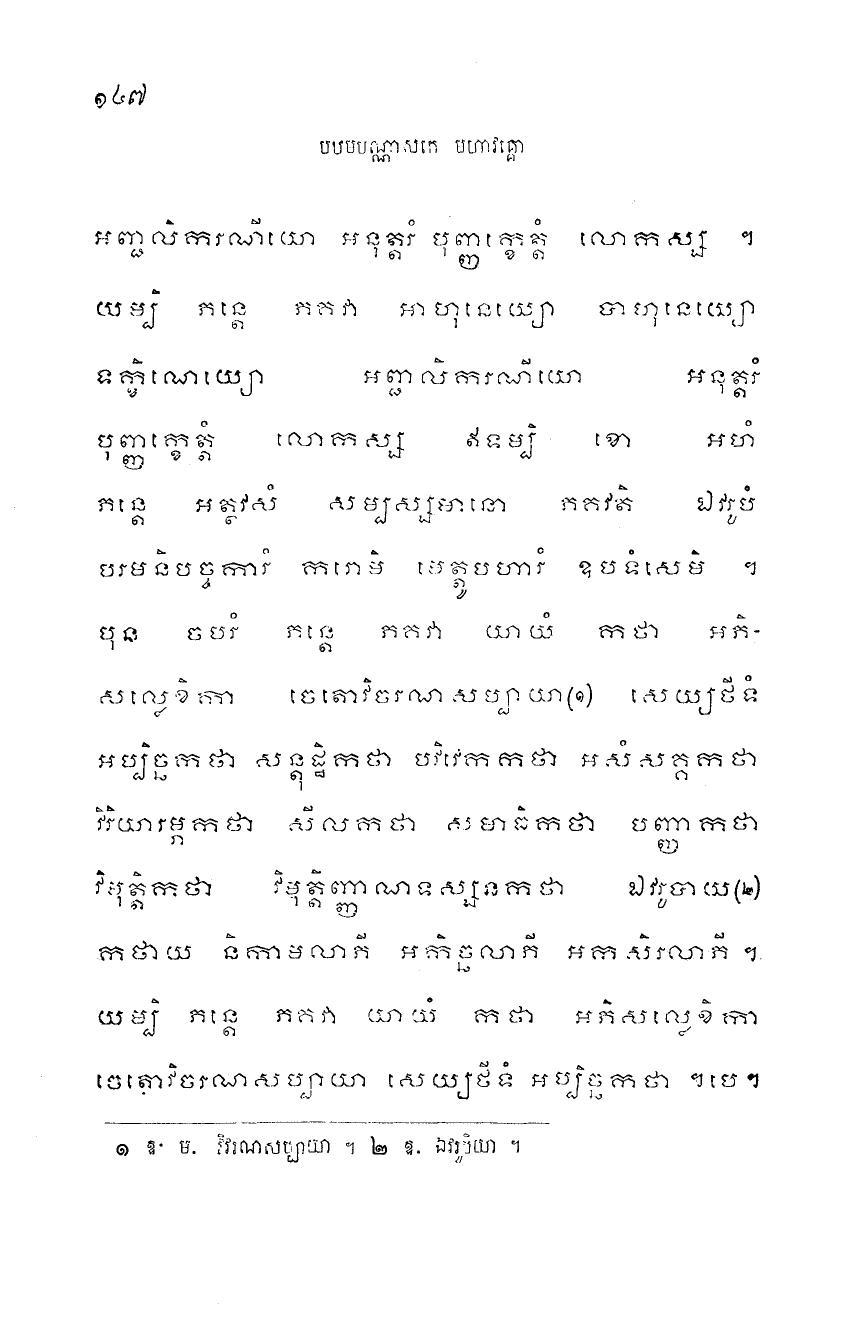 ១៤៧
បឋមបណ្ណាសកេ មហាវគ្គោ
អញ្ជលិករណីយោ អនុត្តរំ បុញ្ញក្ខេត្តំ លោកស្ស ។
យម្បិ ភន្តេ ភគវា អាហុនេយ្យោ បាហុនេយ្យោ
ទក្ខិណេយ្យោ អញ្ជលិករណីយោ អនុត្តរំ
បុញ្ញក្ខេត្តំ លោកស្ស ឥទម្បិ ខោ អហំ
ភន្តេ អត្ថវសំ សម្បស្សមានោ ភគវតិ ឯវរូបំ
បរមនិបច្ចការំ ករោមិ មេត្តូបហារំ ឧបទំសេមិ ។
បុន ចបរំ ភន្តេ ភគវា យាយំ កថា អភិ-
សល្លេខិកា ចេតោវិចរណសប្បាយា(១) សេយ្យថីទំ
អប្បិច្ឆកថា សន្តុដ្ឋិកថា បវិវេកកថា អសំសគ្គកថា
វិរិយារម្ភកថា សីលកថា សមាធិកថា បញ្ញាកថា
វិមុត្តិកថា វិមុត្តិញ្ញាណទស្សនកថា ឯវរូបាយ(២)
កថាយ និកាមលាភី អកិច្ឆលាភី អកសិរលាភី ។
យម្បិ ភន្តេ ភគវា យាយំ កថា អភិសល្លេខិកា
ចេតោវិចរណសប្បាយា សេយ្យថីទំ អប្បិច្ឆកថា ។បេ។
១ ឱ. ម. វិវរណសប្បាយា ។ ២ ឱ. ឯវរូបិយា ។